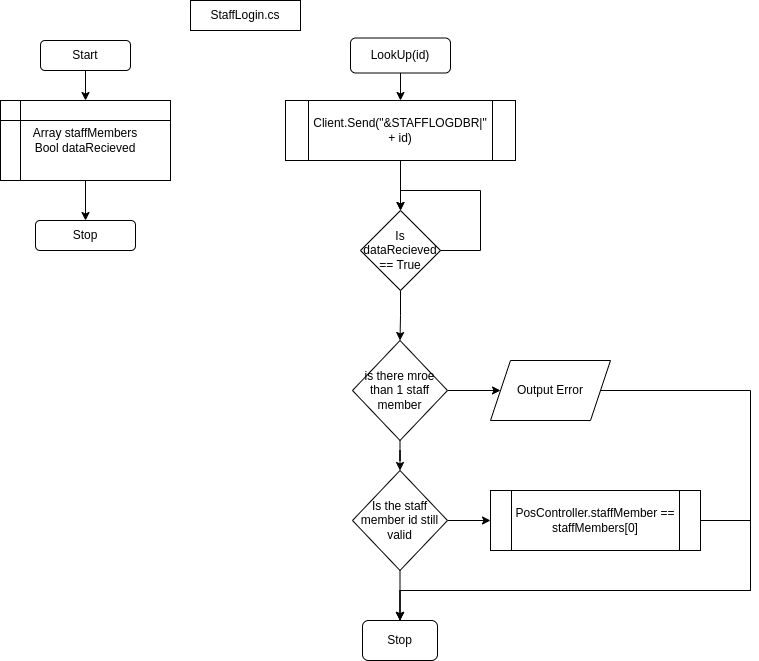 StaffLogin.cs
Start
Array staffMembers
Bool dataRecieved
Stop
LookUp(id)
Client.Send("&STAFFLOGDBR|"
+ id)
Is
dataRecieved
== True
is there mroe
than 1 staff
member
Output Error
Is the staff
member id still
valid
PosController.staffMember ==
staffMembers[0]
Stop